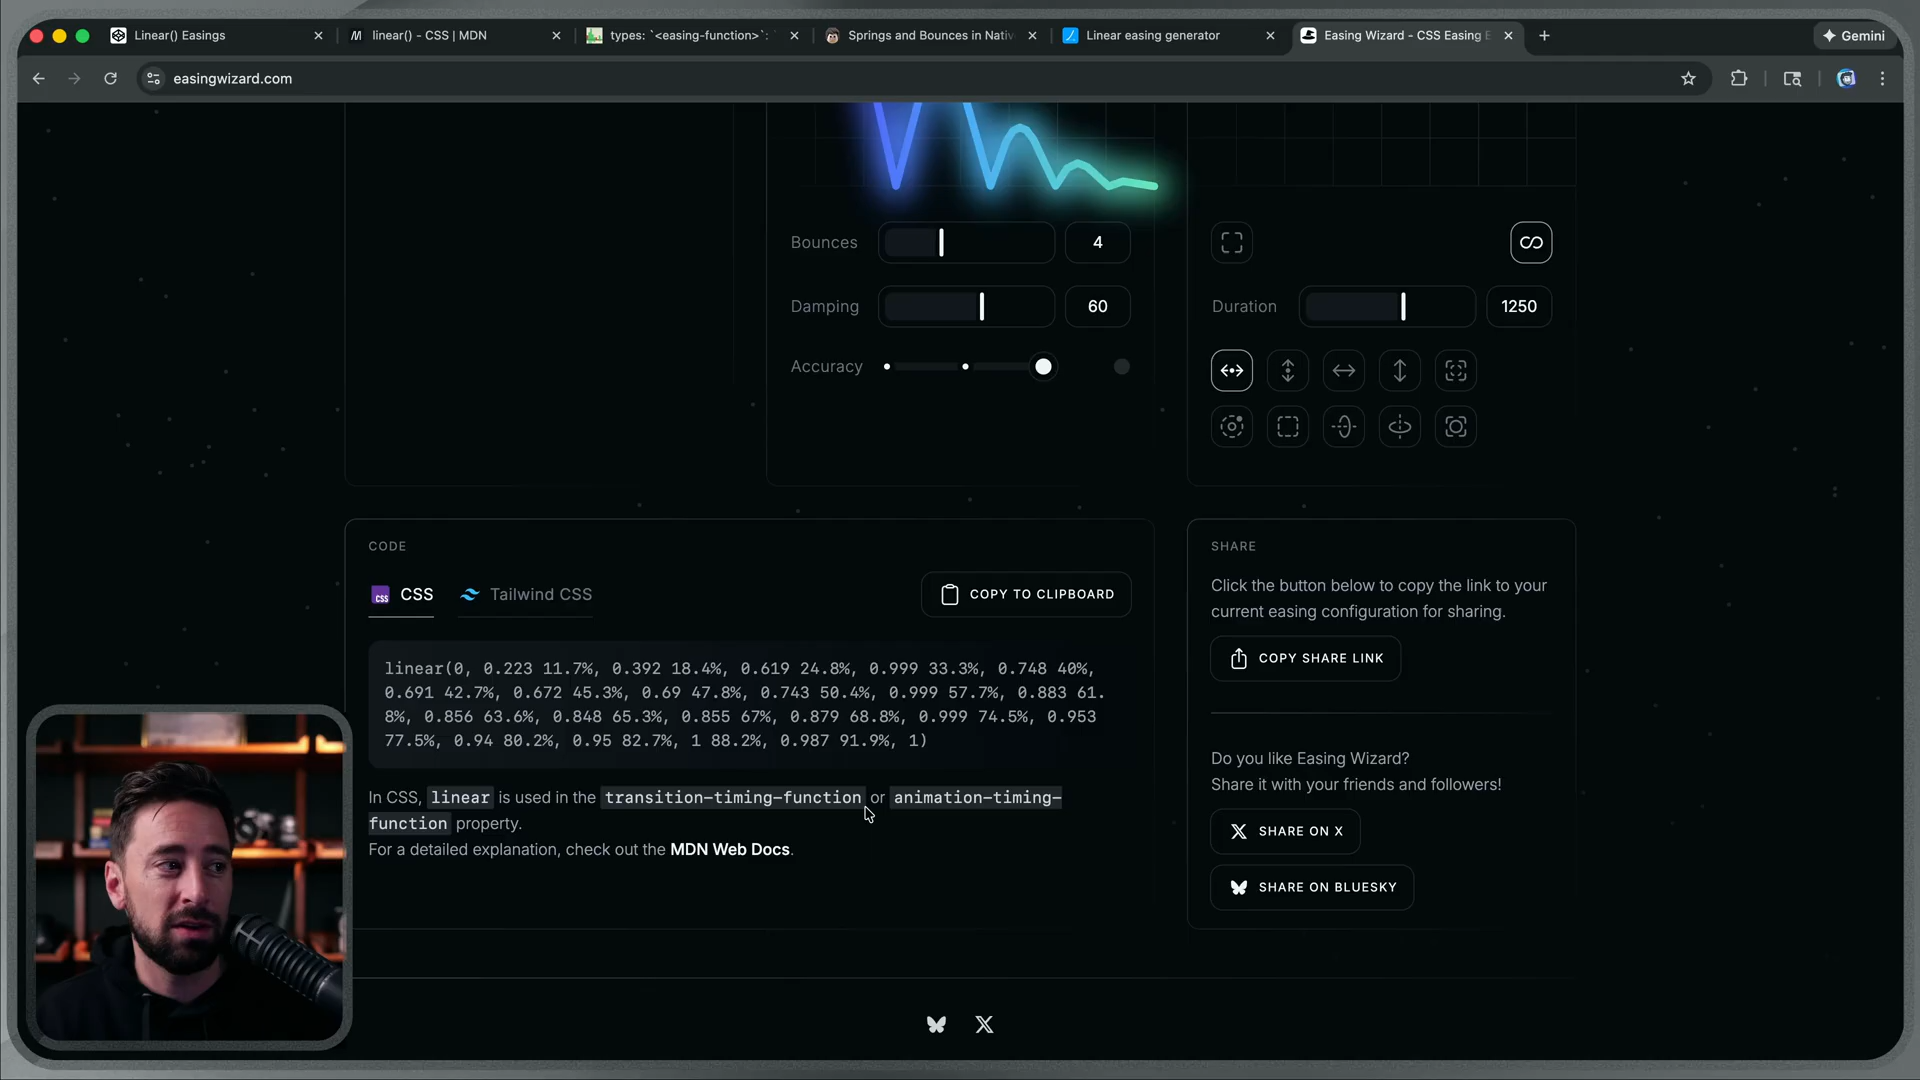 Linear() Easings
linear() - CSS | MDN
types: `<easing-function>`: `
Springs and Bounces in Nativ
Linear easing generator
Easing Wizard - CSS Easing E
Gemini
easingwizard.com
Bounces
4
Damping
60
Accuracy
Duration
1250
CODE
CSS
CSS
Tailwind CSS
COPY TO CLIPBOARD
linear(0, 0.223 11.7%, 0.392 18.4%, 0.619 24.8%, 0.999 33.3%, 0.748 40%,
0.691 42.7%, 0.672 45.3%, 0.69 47.8%, 0.743 50.4%, 0.999 57.7%, 0.883 61.
8%, 0.856 63.6%, 0.848 65.3%, 0.855 67%, 0.879 68.8%, 0.999 74.5%, 0.953
77.5%, 0.94 80.2%, 0.95 82.7%, 1 88.2%, 0.987 91.9%, 1)
In CSS, linear is used in the transition-timing-function or animation-timing-
function property.
For a detailed explanation, check out the MDN Web Docs.
SHARE
Click the button below to copy the link to your
current easing configuration for sharing.
COPY SHARE LINK
Do you like Easing Wizard?
Share it with your friends and followers!
SHARE ON X
SHARE ON BLUESKY